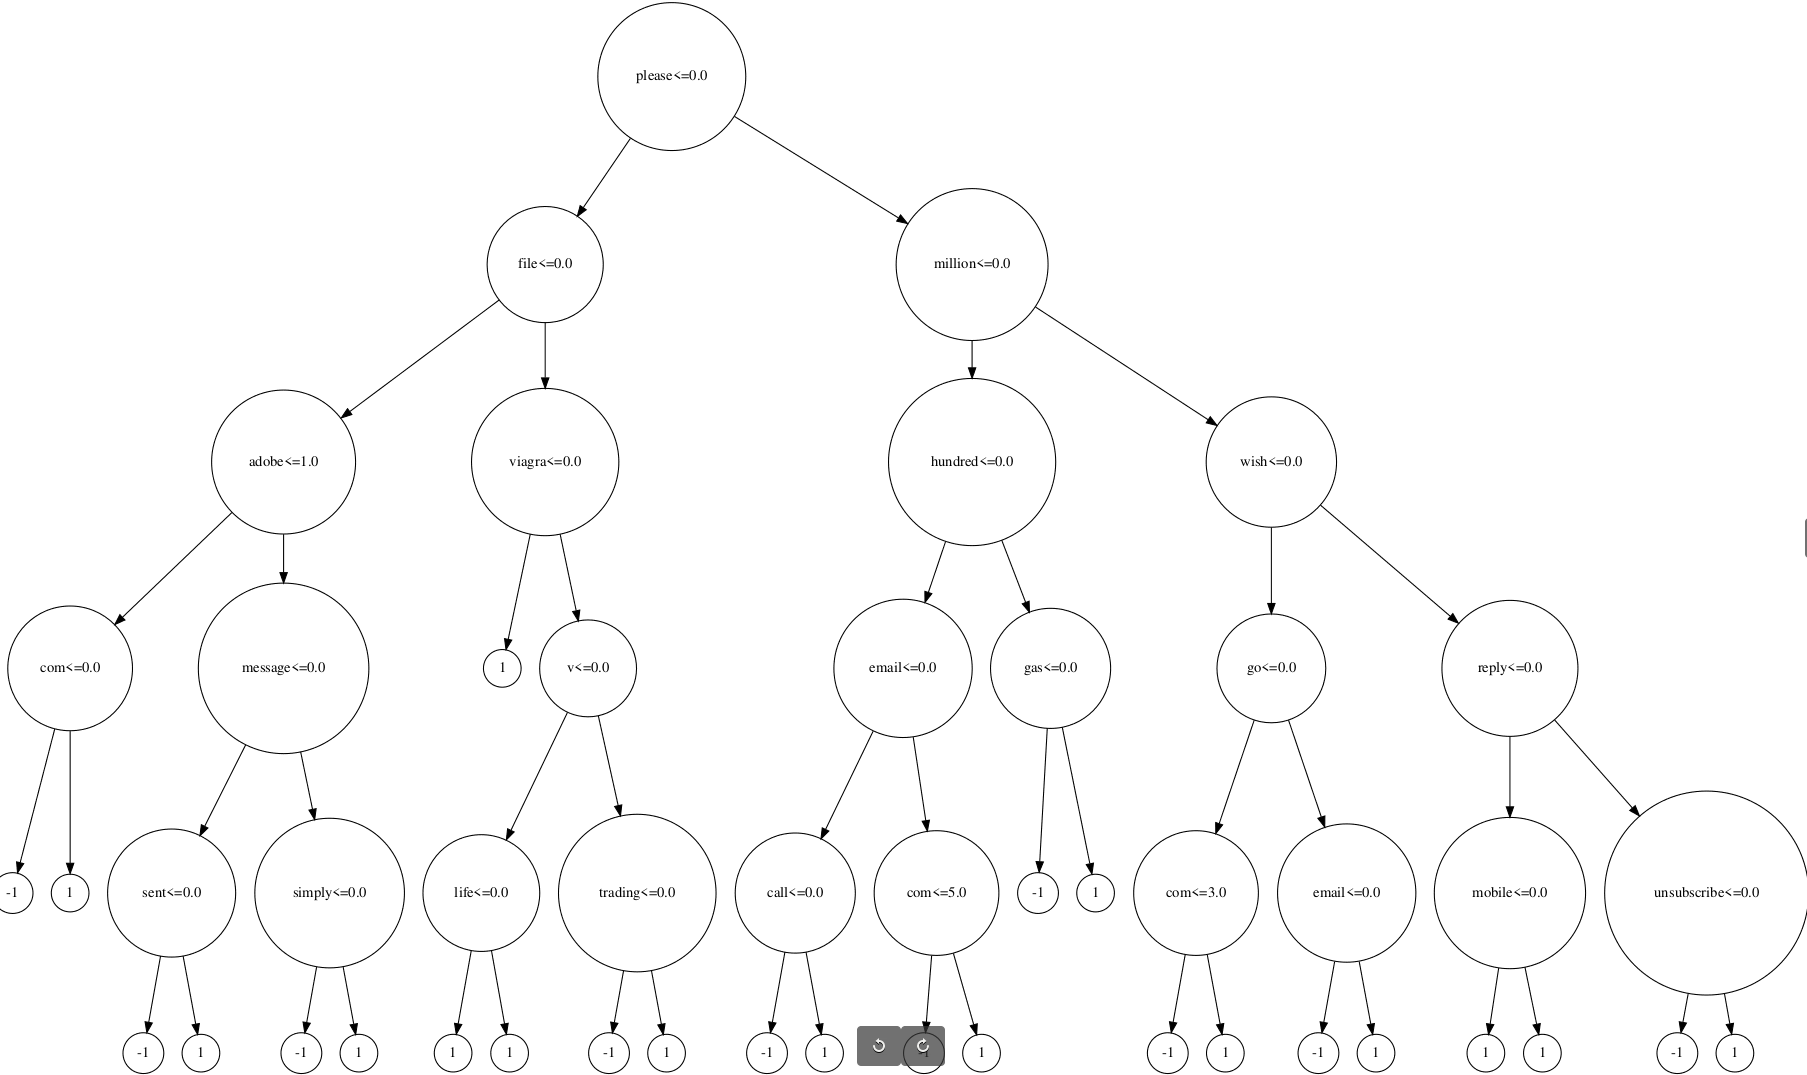 please<=0.0
file<=0.0
million<=0.0
adobe<=1.0
viagra<=0.0
hundred<=0.0
wish<=0.0
com<=0.0
message<=0.0
1
v<=0.0
email<=0.0
gas<=0.0
go<=0.0
reply<=0.0
-1
1
sent<=0.0
simply<=0.0
life<=0.0
trading<=0.0
call<=0.0
com<=5.0
-1
1
com<=3.0
email<=0.0
mobile<=0.0
unsubscribe<=0.0
-1
1
-1
1
1
1
-1
1
-1
1
1
-1
1
-1
1
1
1
-1
1